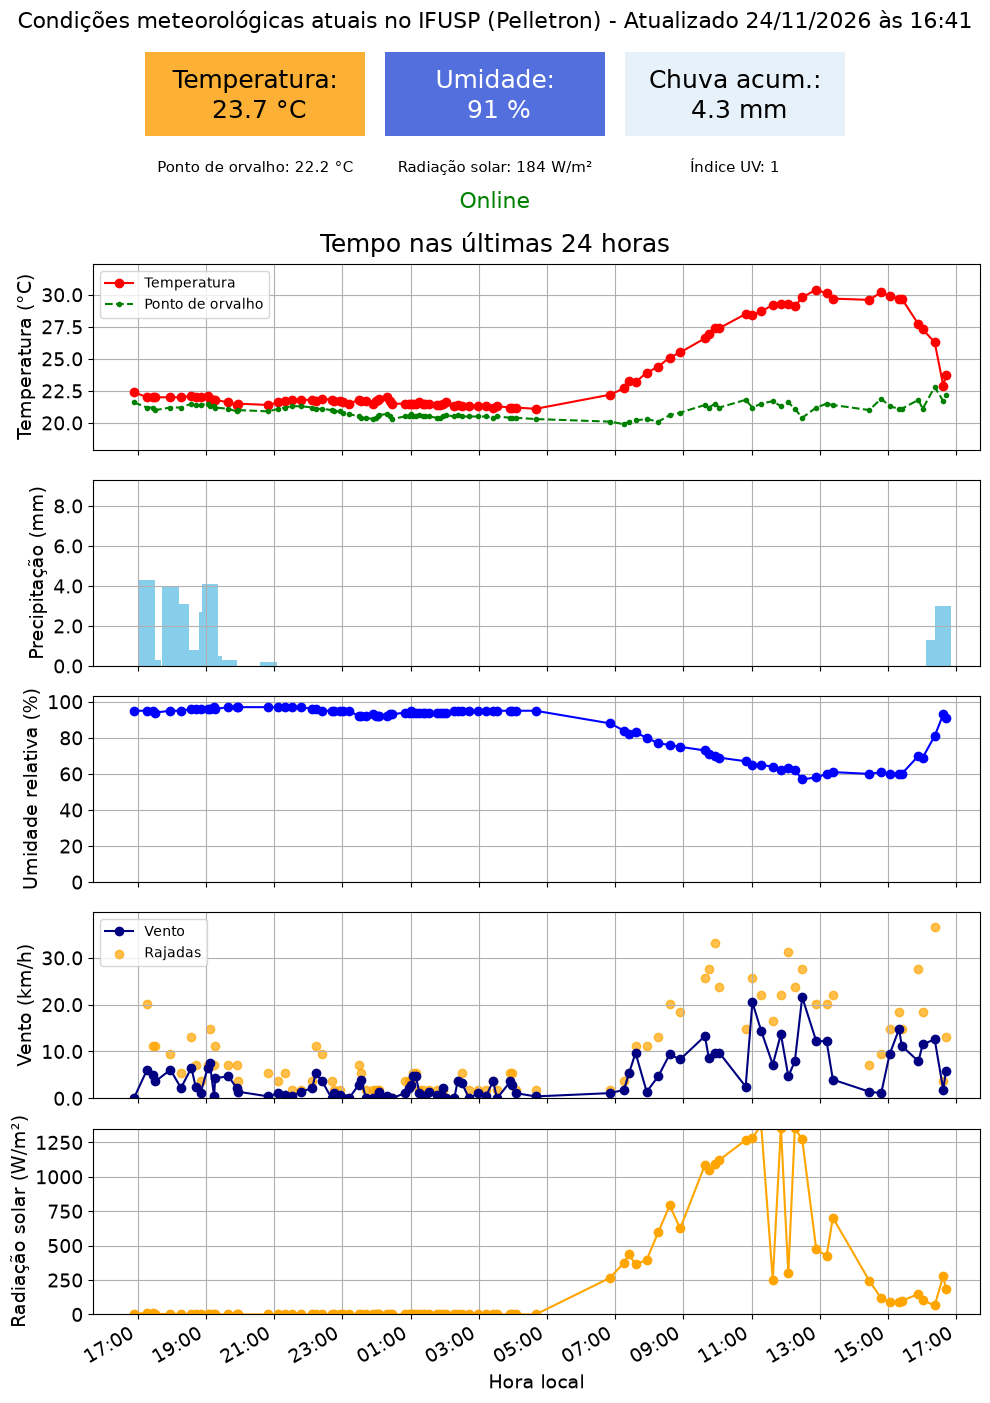 Condições meteorológicas atuais no IFUSP (Pelletron) - Atualizado 24/11/2026 às 16:41
Temperatura:
23.7 °C
Umidade:
91 %
Chuva acum.:
4.3 mm
Ponto de orvalho: 22.2 °C
Radiação solar: 184 W/m²
Índice UV: 1
Online
Tempo nas últimas 24 horas
Temperatura (°C)
30.0
27.5
25.0
22.5
20.0
Temperatura
Ponto de orvalho
Precipitação (mm)
8.0
6.0
4.0
2.0
0.0
Umidade relativa (%)
100
80
60
40
20
0
Vento (km/h)
30.0
20.0
10.0
0.0
Vento
Rajadas
Radiação solar (W/m²)
1250
1000
750
500
250
0
17:00 19:00 21:00 23:00 01:00 03:00 05:00 07:00 09:00 11:00 13:00 15:00 17:00
Hora local